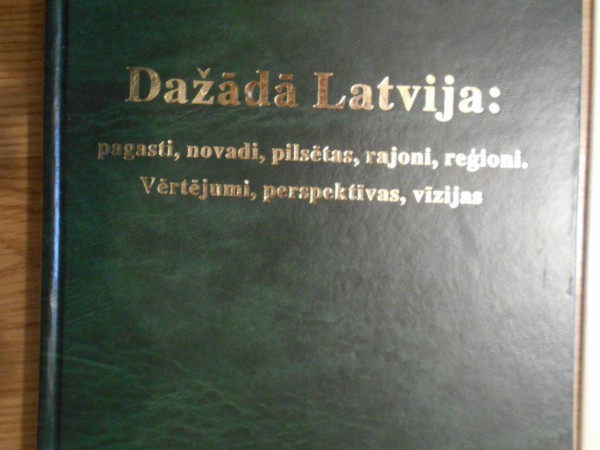 Dažādā Latvija:
pagasti, novadi, pilsētas, rajoni, reģioni.
Vērtējumi, perspektīvas, vīzijas